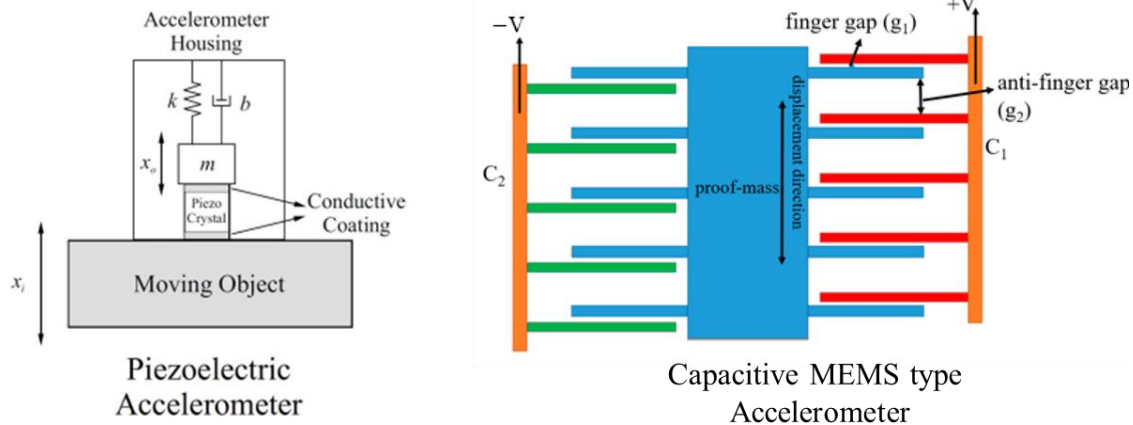 Accelerometer
Housing
k
b
x_o
m
Piezo
Crystal
Conductive
Coating
x_i
Moving Object
Piezoelectric
Accelerometer
−V
+V
finger gap (g₁)
anti-finger gap
(g₂)
C₂
C₁
proof-mass
displacement direction
Capacitive MEMS type
Accelerometer